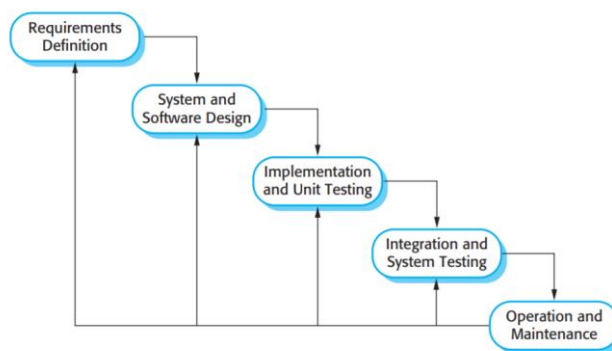 Requirements
Definition
System and
Software Design
Implementation
and Unit Testing
Integration and
System Testing
Operation and
Maintenance